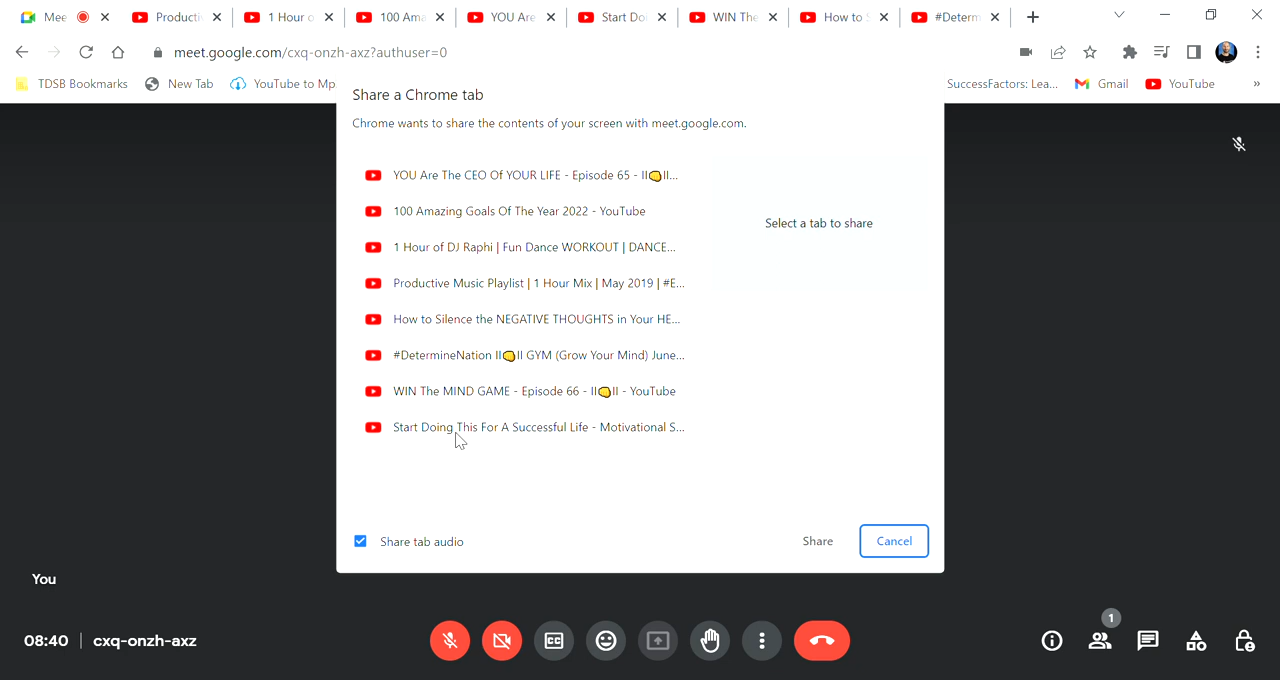 Mee
Producti
1 Hour o
100 Ama
YOU Are
Start Doi
WIN The
How to S
#Determ
meet.google.com/cxq-onzh-axz?authuser=0
TDSB Bookmarks
New Tab
YouTube to Mp
SuccessFactors: Lea...
Gmail
YouTube
»
Share a Chrome tab
Chrome wants to share the contents of your screen with meet.google.com.
YOU Are The CEO Of YOUR LIFE - Episode 65 - II👊II...
100 Amazing Goals Of The Year 2022 - YouTube
1 Hour of DJ Raphi | Fun Dance WORKOUT | DANCE...
Productive Music Playlist | 1 Hour Mix | May 2019 | #E...
How to Silence the NEGATIVE THOUGHTS in Your HE...
#DetermineNation II👊II GYM (Grow Your Mind) June...
WIN The MIND GAME - Episode 66 - II👊II - YouTube
Start Doing This For A Successful Life - Motivational S...
Select a tab to share
Share tab audio
Share
Cancel
You
08:40 | cxq-onzh-axz
CC
1